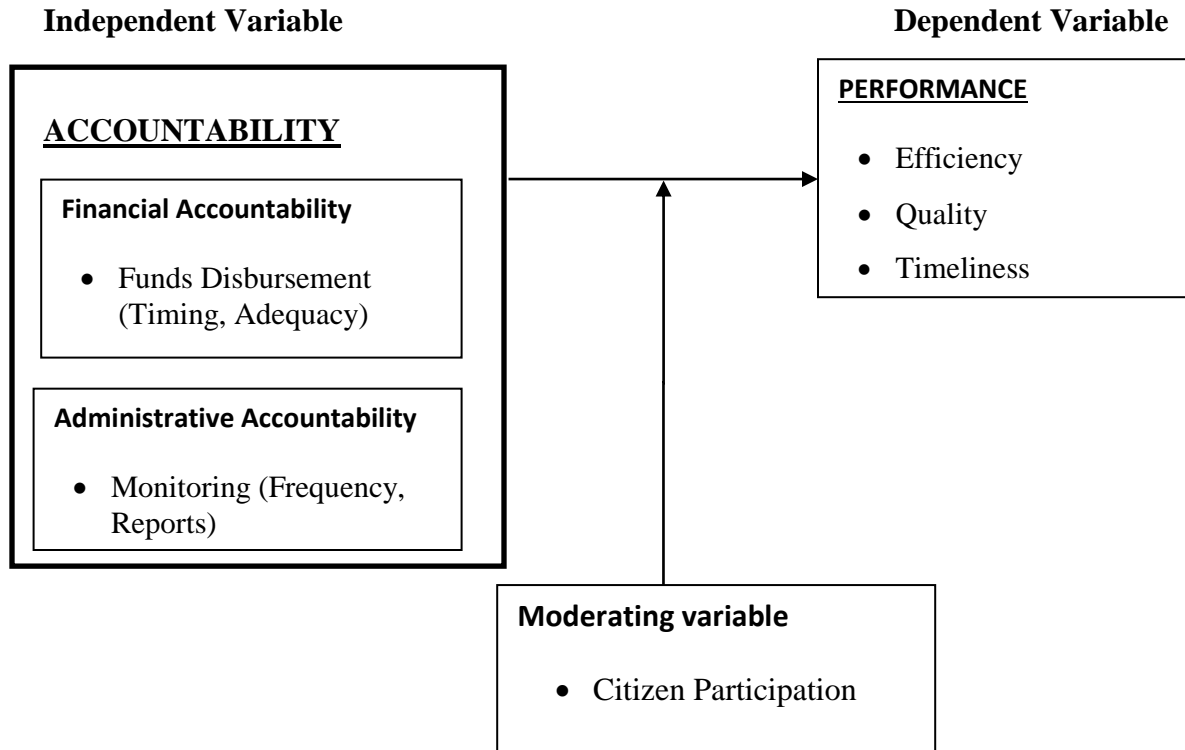 Independent Variable
Dependent Variable
ACCOUNTABILITY
Financial Accountability
• Funds Disbursement
(Timing, Adequacy)
Administrative Accountability
• Monitoring (Frequency,
Reports)
PERFORMANCE
• Efficiency
• Quality
• Timeliness
Moderating variable
• Citizen Participation